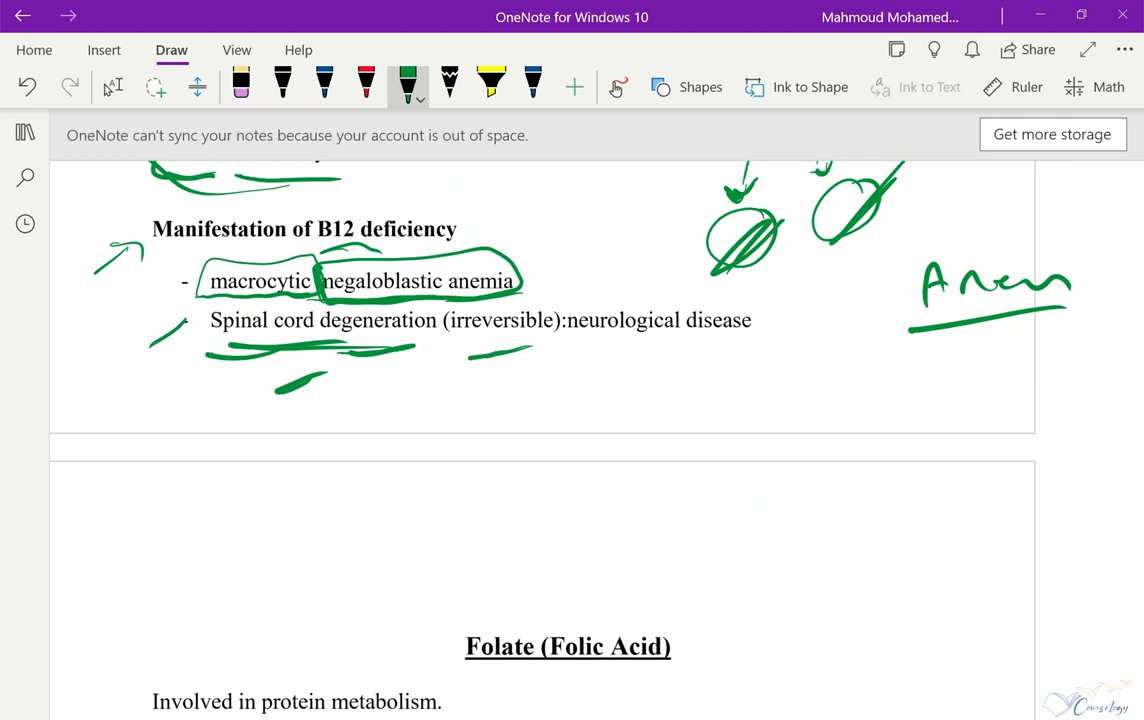 OneNote for Windows 10
Mahmoud Mohamed...
Home Insert Draw View Help
Share
Shapes Ink to Shape Ink to Text Ruler Math
OneNote can't sync your notes because your account is out of space.
Get more storage
Manifestation of B12 deficiency
- macrocytic megaloblastic anemia
- Spinal cord degeneration (irreversible):neurological disease
Anem
Folate (Folic Acid)
Involved in protein metabolism.
Coursology